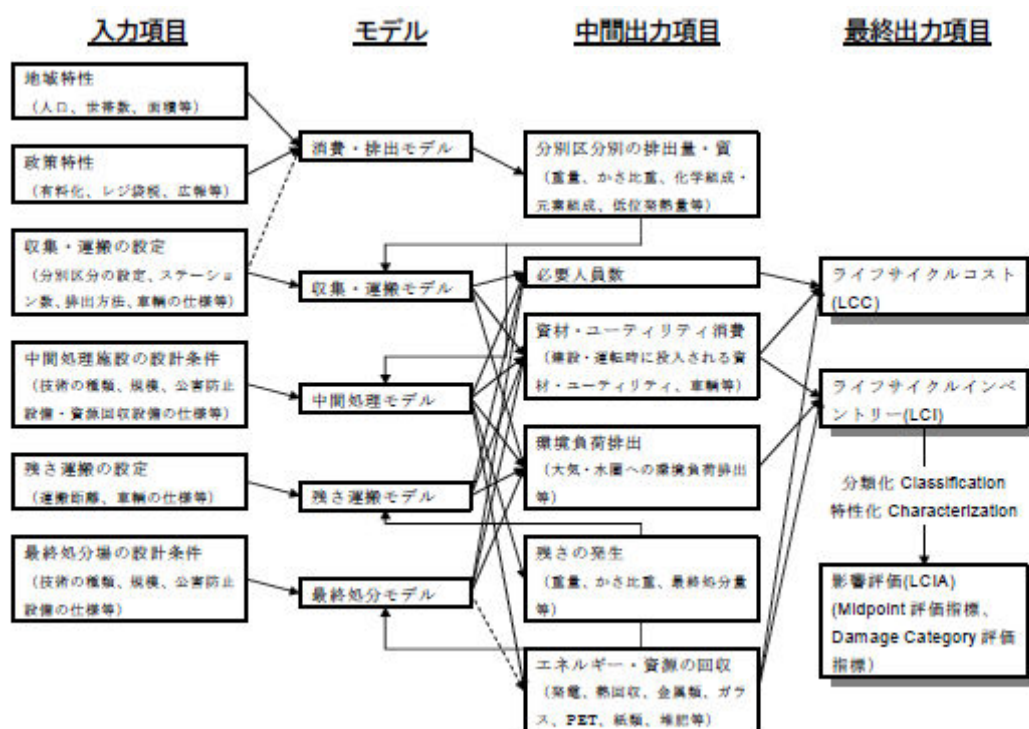 入力項目
モデル
中間出力項目
最終出力項目
地域特性
（人口、世帯数、面積等）
政策特性
（有料化、レジ袋税、広報等）
収集・運搬の設定
（分別区分の設定、ステーショ
ン数、排出方法、車輌の仕様等）
中間処理施設の設計条件
（技術の種類、規模、公害防止
設備・資源回収設備の仕様等）
残さ運搬の設定
（運搬距離、車輌の仕様等）
最終処分場の設計条件
（技術の種類、規模、公害防止
設備の仕様等）
消費・排出モデル
収集・運搬モデル
中間処理モデル
残さ運搬モデル
最終処分モデル
分別区分別の排出量・質
（重量、かさ比重、化学組成・
元素組成、低位発熱量等）
必要人員数
資材・ユーティリティ消費
（建設・運転時に投入される資
材・ユーティリティ、車輌等）
環境負荷排出
（大気・水圏への環境負荷排出
等）
残さの発生
（重量、かさ比重、最終処分量
等）
エネルギー・資源の回収
（発電、熱回収、金属類、ガラ
ス、PET、紙類、堆肥等）
ライフサイクルコスト
(LCC)
ライフサイクルインベ
ントリー(LCI)
分類化 Classification
特性化 Characterization
影響評価(LCIA)
(Midpoint 評価指標、
Damage Category 評価
指標）